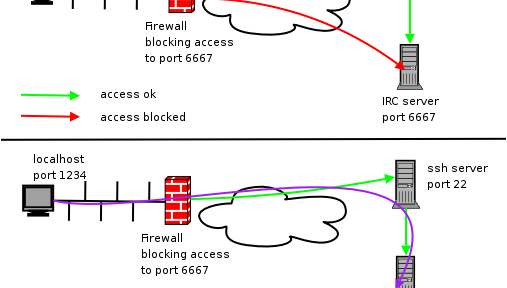 Firewall
blocking access
to port 6667
IRC server
port 6667
access ok
access blocked
localhost
port 1234
ssh server
port 22
Firewall
blocking access
to port 6667